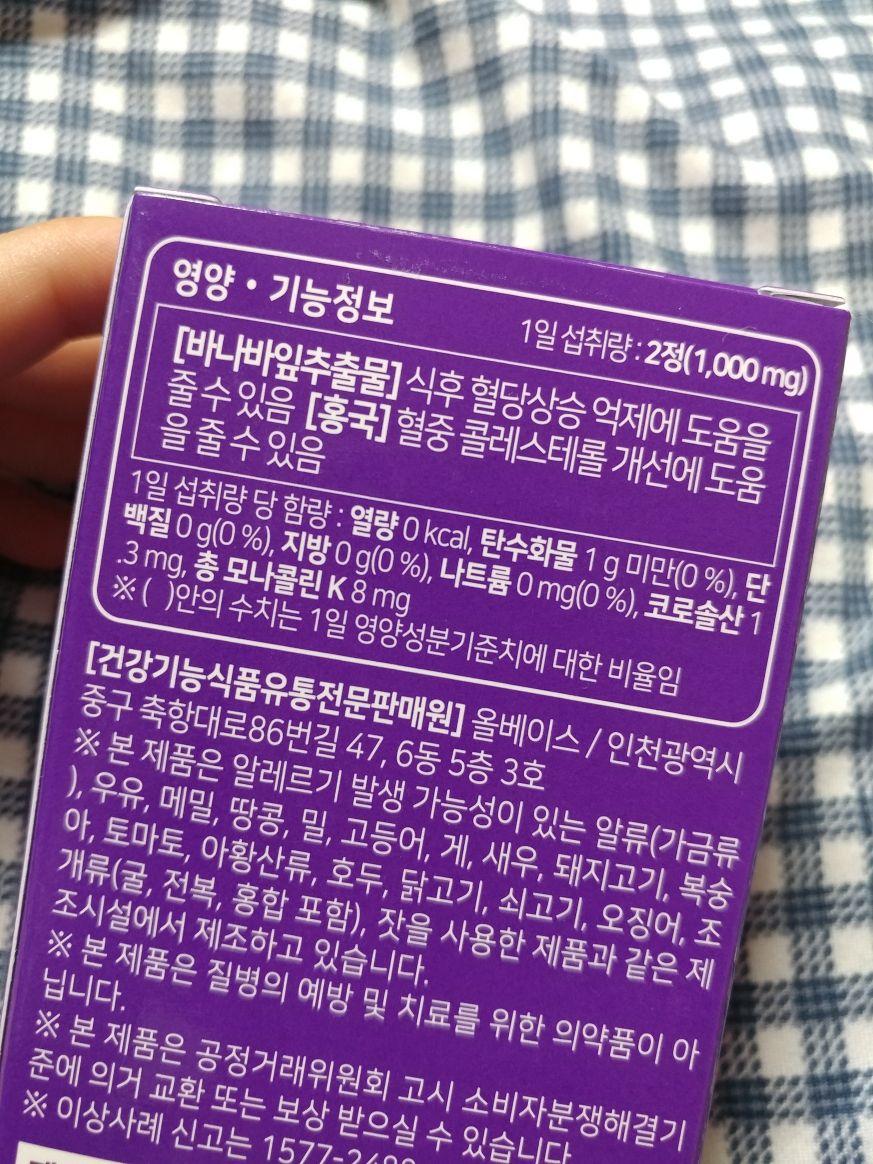 영양・기능정보
1일 섭취량 : 2정(1,000 mg)
[바나바잎추출물] 식후 혈당상승 억제에 도움을
줄 수 있음 [홍국] 혈중 콜레스테롤 개선에 도움
을 줄 수 있음
1일 섭취량 당 함량 : 열량 0 kcal, 탄수화물 1 g 미만(0 %), 단
백질 0 g(0 %), 지방 0 g(0 %), 나트륨 0 mg(0 %), 코로솔산 1
.3 mg, 총 모나콜린 K 8 mg
※ ( )안의 수치는 1일 영양성분기준치에 대한 비율임
[건강기능식품유통전문판매원] 올베이스 / 인천광역시
중구 축항대로86번길 47, 6동 5층 3호
※ 본 제품은 알레르기 발생 가능성이 있는 알류(가금류
), 우유, 메밀, 땅콩, 밀, 고등어, 게, 새우, 돼지고기, 복숭
아, 토마토, 아황산류, 호두, 닭고기, 쇠고기, 오징어, 조
개류(굴, 전복, 홍합 포함), 잣을 사용한 제품과 같은 제
조시설에서 제조하고 있습니다.
※ 본 제품은 질병의 예방 및 치료를 위한 의약품이 아
닙니다.
※ 본 제품은 공정거래위원회 고시 소비자분쟁해결기
준에 의거 교환 또는 보상 받으실 수 있습니다
※ 이상사례 신고는 1577-2488